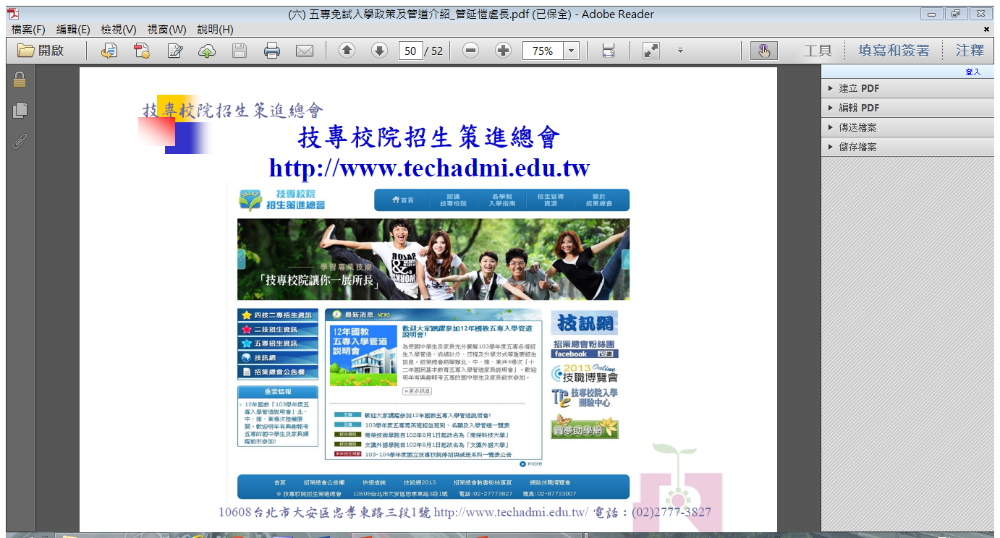 (六) 五專免試入學政策及管道介紹_管延愷處長.pdf (已保全) - Adobe Reader
檔案(F) 編輯(E) 檢視(V) 視窗(W) 說明(H)
開啟 50 / 52 75% 工具 填寫和簽署 注釋
登入
建立 PDF
編輯 PDF
傳送檔案
儲存檔案
技專校院招生策進總會
技專校院招生策進總會
http://www.techadmi.edu.tw
技專校院
招生策進總會
首頁
認識
技專校院
各學制
入學指南
招生宣導
資源
關於
招策總會
學習專業技能
「技專校院讓你一展所長」
四技二專招生資訊
二技招生資訊
五專招生資訊
技訊網
招策總會公告欄
重要情報
12年國教「103學年度五
專入學管道說明會」北、
中、南、東場次陸續展
開，歡迎明年有興趣報考
五專的國中學生及家長踴
躍前來參加!
最新消息 NEWS
12年國教
五專入學管道
說明會
歡迎大家踴躍參加12年國教五專入學管道
說明會!
為使國中學生及家長充分瞭解103學年度五專各項招
生入學管道、成績計分、日程及升學方式等重要招生
訊息，招策總會將舉辦北、中、南、東共4場次「十
二年國民基本教育五專入學管道家長說明會」，歡迎
明年有興趣報考五專的國中學生及家長前來參加。
»更多訊息
五專 歡迎大家踴躍參加12年國教五專入學管道說明會!
五專 103學年度五專菁英班招生班別、名額及入學管道一覽表
綜合資訊 南榮技術學院自102年8月1日起改名為「南榮科技大學」
綜合資訊 文藻外語學院自102年8月1日起改名為「文藻外語大學」
103~104學年度國立技專校院停招與減班系科一覽表公告
more
技訊網
招策總會粉絲團
facebook
2013 Online
技職博覽會
技專校院入學
測驗中心
圓夢助學網
首頁 招策總會公告欄 快速查詢 技訊網2013 招策總會臉書粉絲專頁 網路技職博覽會
© 技專校院招生策進總會 10608台北市大安區忠孝東路3段1號 電話:02-27773827 傳真:02-87733007
10608台北市大安區忠孝東路三段1號 http://www.techadmi.edu.tw/ 電話：(02)2777-3827